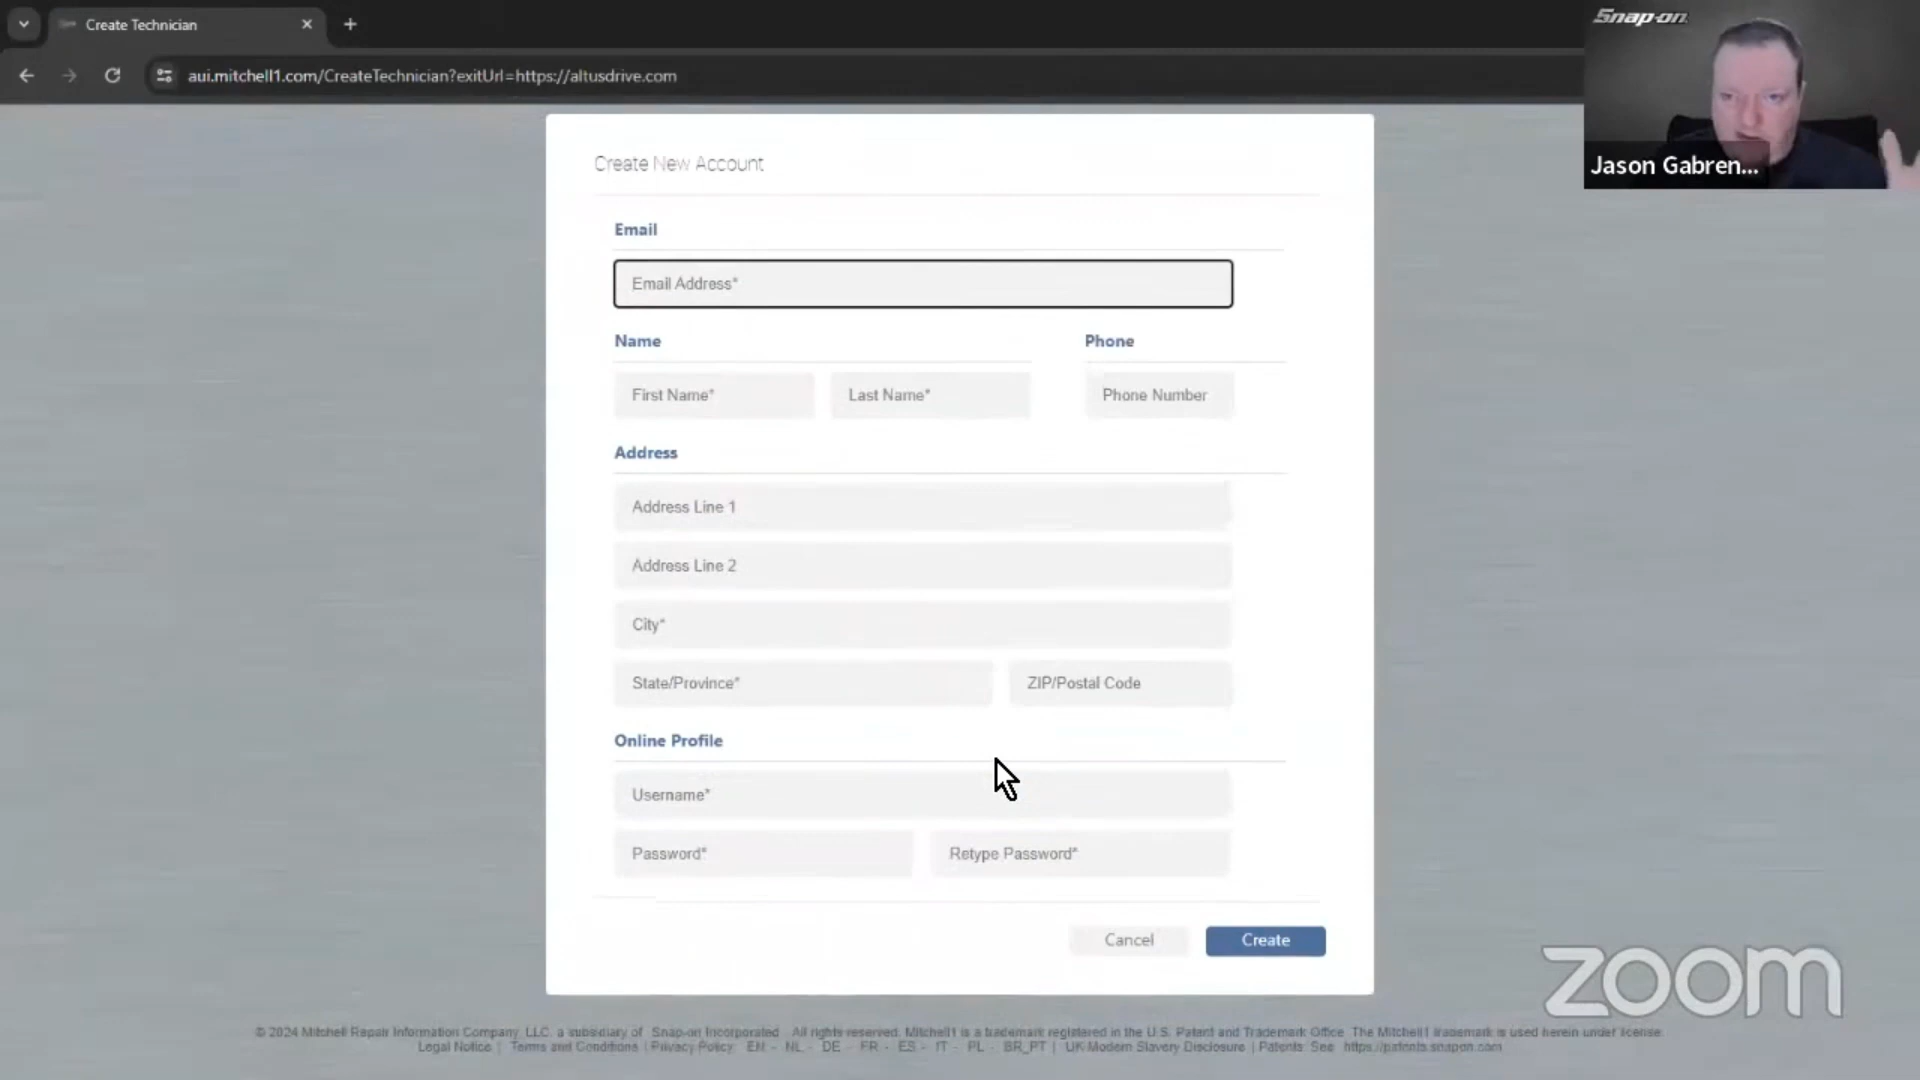 Create Technician
aui.mitchell1.com/CreateTechnician?exitUrl=https://altusdrive.com
Snap-on
Jason Gabren...
Create New Account
Email
Email Address*
Name
Phone
First Name*
Last Name*
Phone Number
Address
Address Line 1
Address Line 2
City*
State/Province*
ZIP/Postal Code
Online Profile
Username*
Password*
Retype Password*
Cancel
Create
zoom
© 2024 Mitchell Repair Information Company, LLC, a subsidiary of Snap-on Incorporated. All rights reserved. Mitchell1 is a trademark registered in the U.S. Patent and Trademark Office. The Mitchell1 trademark is used herein under license.
Legal Notice | Terms and Conditions | Privacy Policy: EN - NL - DE - FR - ES - IT - PL - BR_PT | UK Modern Slavery Disclosure | Patents: See https://patents.snapon.com